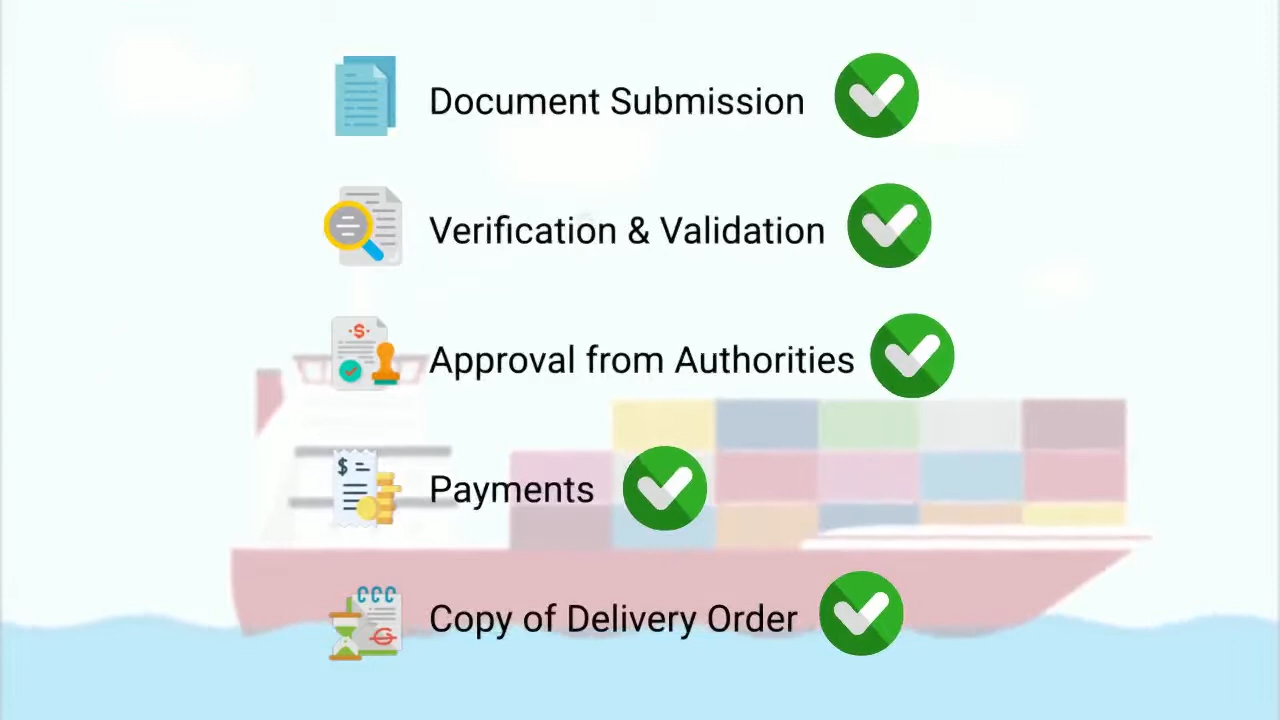 Document Submission
Verification & Validation
Approval from Authorities
Payments
Copy of Delivery Order